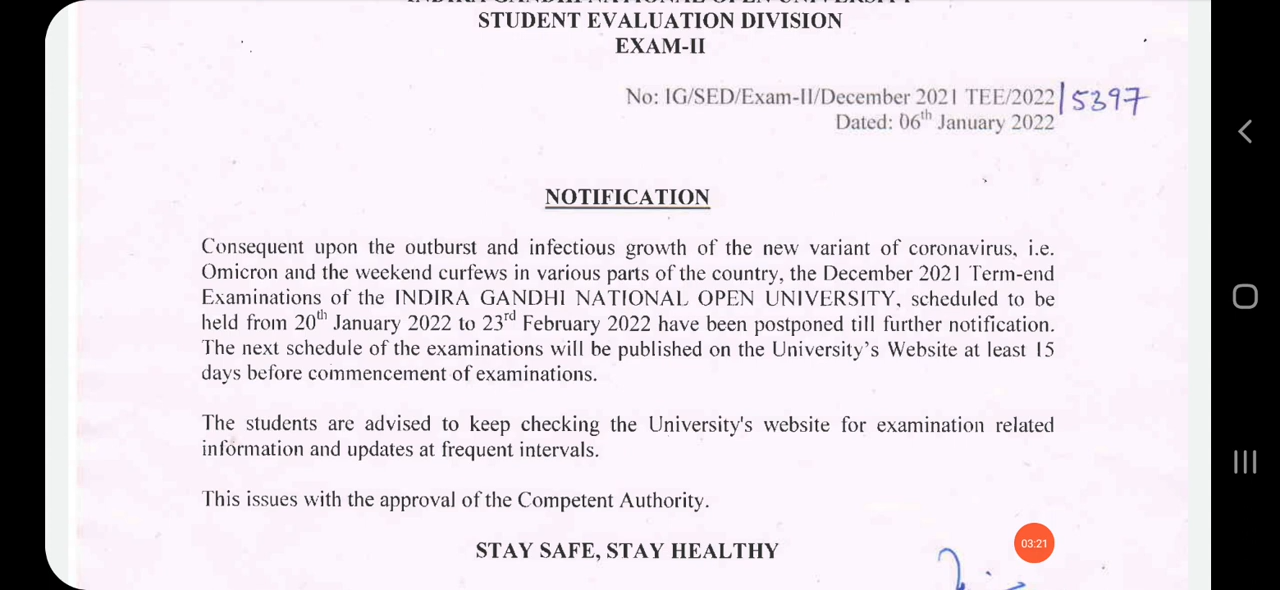 INDIRA GANDHI NATIONAL OPEN UNIVERSITY
STUDENT EVALUATION DIVISION
EXAM-II
No: IG/SED/Exam-II/December 2021 TEE/2022/5397
Dated: 06th January 2022
NOTIFICATION
Consequent upon the outburst and infectious growth of the new variant of coronavirus, i.e.
Omicron and the weekend curfews in various parts of the country, the December 2021 Term-end
Examinations of the INDIRA GANDHI NATIONAL OPEN UNIVERSITY, scheduled to be
held from 20th January 2022 to 23rd February 2022 have been postponed till further notification.
The next schedule of the examinations will be published on the University's Website at least 15
days before commencement of examinations.
The students are advised to keep checking the University's website for examination related
information and updates at frequent intervals.
This issues with the approval of the Competent Authority.
STAY SAFE, STAY HEALTHY
03:21